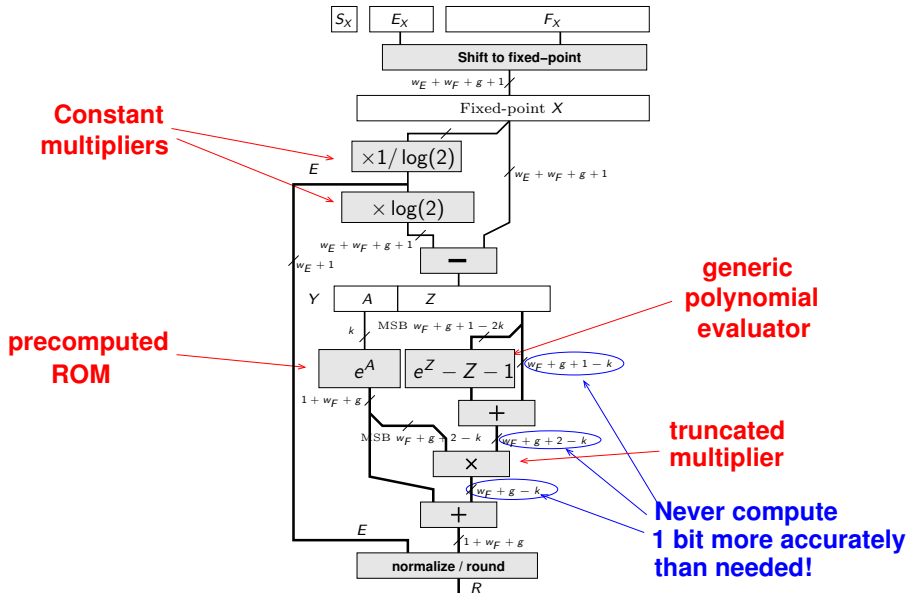 S_X E_X F_X
Shift to fixed–point
w_E + w_F + g + 1
Fixed-point X
Constant
multipliers
×1/ log(2)
E
w_E + w_F + g + 1
× log(2)
w_E + w_F + g + 1
w_E + 1
−
generic
polynomial
evaluator
Y A Z
k
MSB w_F + g + 1 − 2k
precomputed
ROM
e^A
e^Z − Z − 1
w_F + g + 1 − k
1 + w_F + g
+
MSB w_F + g + 2 − k
w_F + g + 2 − k
truncated
multiplier
×
w_F + g − k
Never compute
1 bit more accurately
than needed!
+
E
1 + w_F + g
normalize / round
R